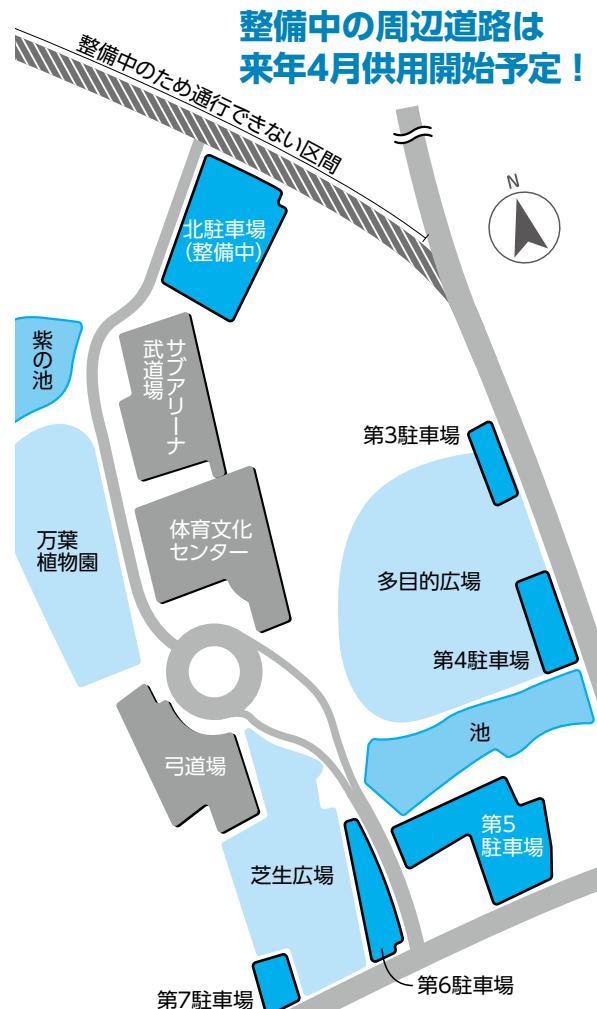 整備中の周辺道路は
来年4月供用開始予定！
整備中のため通行できない区間
N
北駐車場
(整備中)
紫の池
サブアリーナ
武道場
第3駐車場
体育文化
センター
万葉
植物園
多目的広場
第4駐車場
池
弓道場
第5
駐車場
芝生広場
第6駐車場
第7駐車場